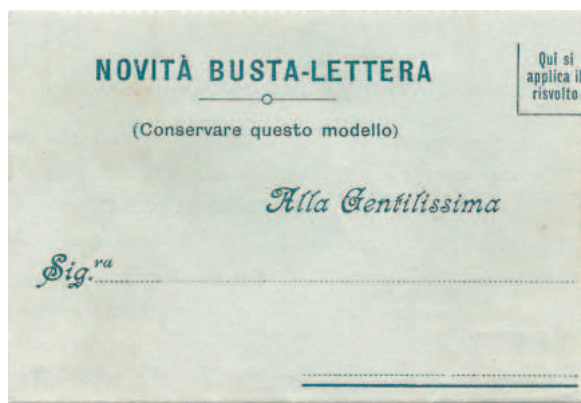 NOVITÀ BUSTA-LETTERA
Qui si
applica il
risvolto
(Conservare questo modello)
Alla Gentilissima
Sig.ra